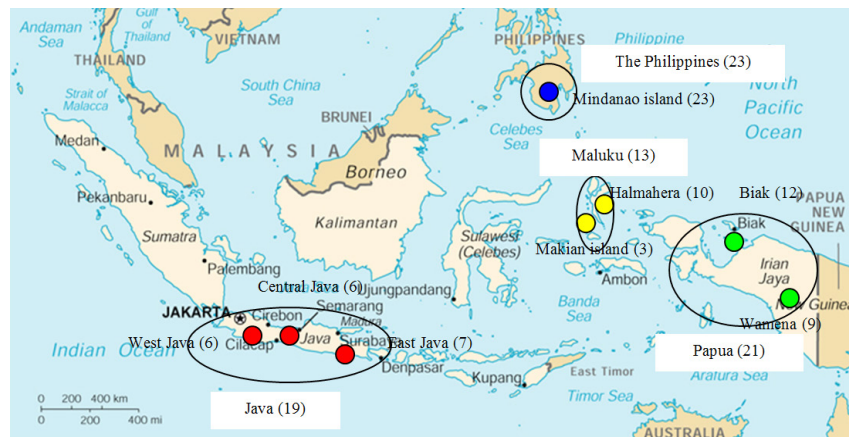 Andaman
Sea
Gulf
of
Thailand
VIETNAM
THAILAND
PHILIPPINES
Philippine
The Philippines (23)
South China
Sea
Strait of
Malacca
BRUNEI
Mindanao island (23)
North
Pacific
Ocean
Celebes
Sea
Medan
MALAYSIA
Borneo
Maluku (13)
Halmahera (10)
Biak (12)
PAPUA
NEW
GUINEA
Pekanbaru
Kalimantan
Sumatra
Sulawesi
(Celebes)
Makian island (3)
Biak
Palembang
Ambon
Irian
Jaya
Central Java (6)
Ujungpandang
Semarang
Banda
Sea
New Guinea
JAKARTA
Cirebon
Madura
Wamena (9)
West Java (6)
Cilacap
Java
Surabaya
East Java (7)
Indian Ocean
Denpasar
Papua (21)
Arafura Sea
East Timor
Kupang
Timor Sea
0 200 400 km
0 200 400 mi
Java (19)
AUSTRALIA